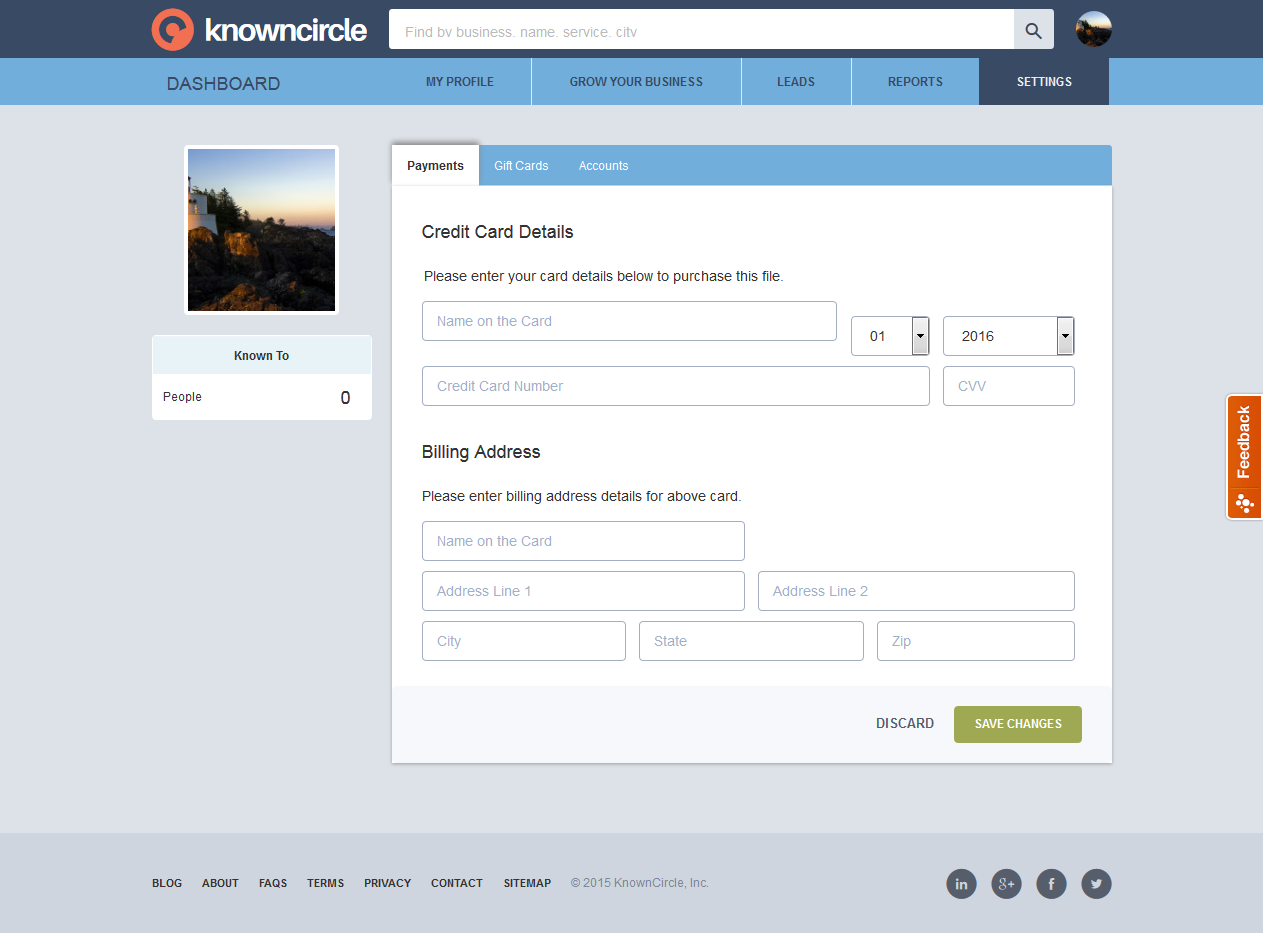 knowncircle
Find by business, name, service, city
DASHBOARD
MY PROFILE
GROW YOUR BUSINESS
LEADS
REPORTS
SETTINGS
Payments
Gift Cards
Accounts
Known To
People 0
Credit Card Details
Please enter your card details below to purchase this file.
Name on the Card
01
2016
Credit Card Number
CVV
Billing Address
Please enter billing address details for above card.
Name on the Card
Address Line 1
Address Line 2
City
State
Zip
DISCARD
SAVE CHANGES
Feedback
BLOG
ABOUT
FAQS
TERMS
PRIVACY
CONTACT
SITEMAP
© 2015 KnownCircle, Inc.
in
g+
f